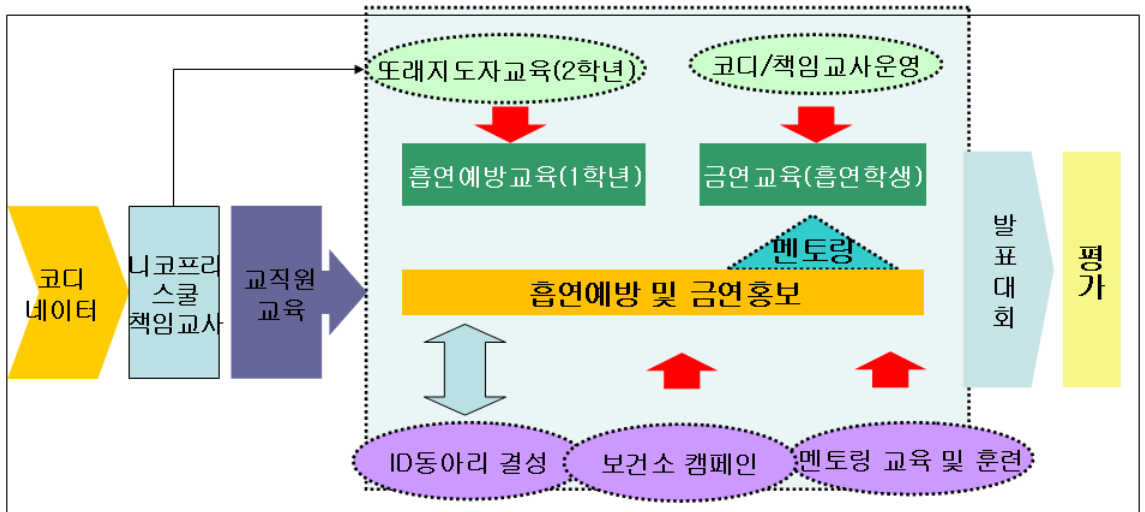 또래지도자교육(2학년)
코디/책임교사운영
흡연예방교육(1학년)
금연교육(흡연학생)
코디
네이터
니코프리
스쿨
책임교사
교직원
교육
멘토링
흡연예방 및 금연홍보
발
표
대
회
평
가
ID동아리 결성
보건소 캠페인
멘토링 교육 및 훈련